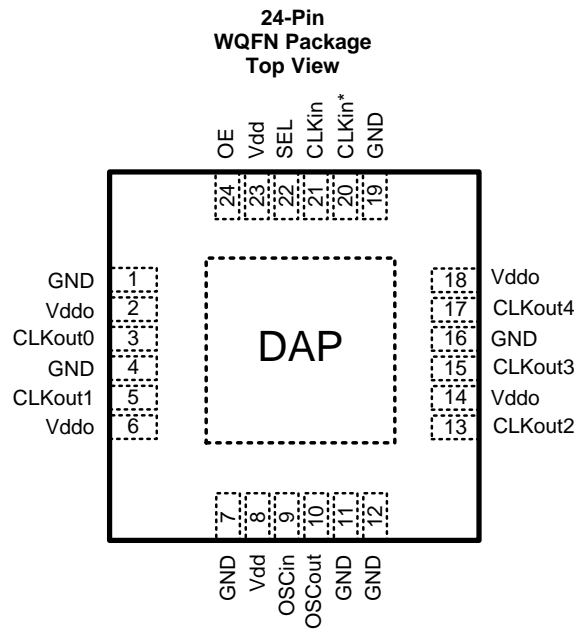 24-Pin
WQFN Package
Top View
OE
Vdd
SEL
CLKin
CLKin*
GND
24
23
22
21
20
19
GND
1
Vddo
2
CLKout0
3
GND
4
CLKout1
5
Vddo
6
DAP
18
Vddo
17
CLKout4
16
GND
15
CLKout3
14
Vddo
13
CLKout2
7
8
9
10
11
12
GND
Vdd
OSCin
OSCout
GND
GND